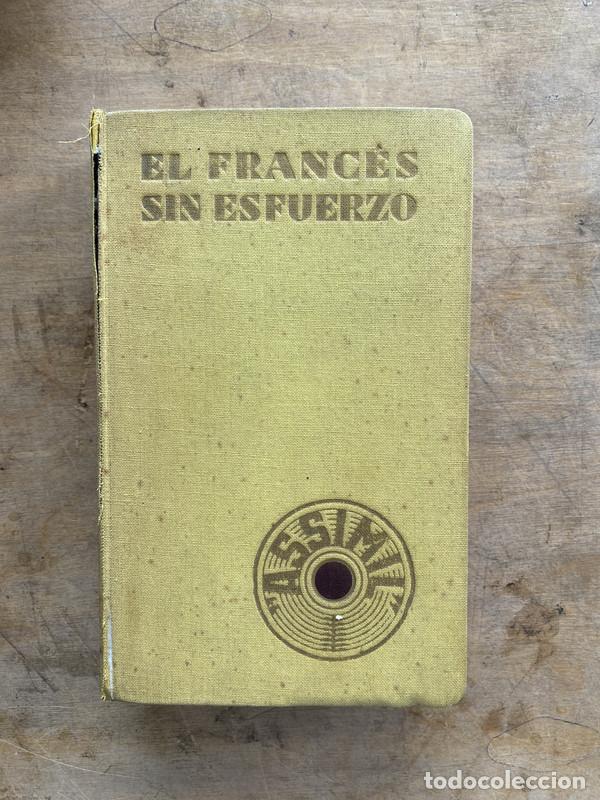 EL FRANCÉS
SIN ESFUERZO
ASSIMIL
todocoleccion